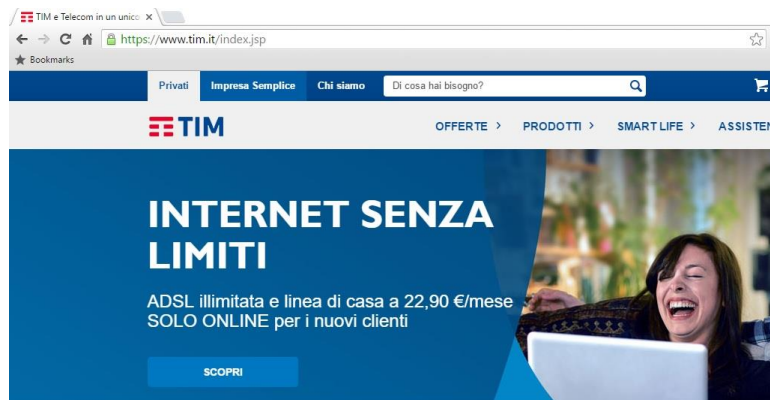 TIM e Telecom in un unico
https://www.tim.it/index.jsp
Bookmarks
Privati Impresa Semplice Chi siamo Di cosa hai bisogno?
TIM OFFERTE PRODOTTI SMART LIFE ASSISTEN
INTERNET SENZA
LIMITI
ADSL illimitata e linea di casa a 22,90 €/mese
SOLO ONLINE per i nuovi clienti
SCOPRI